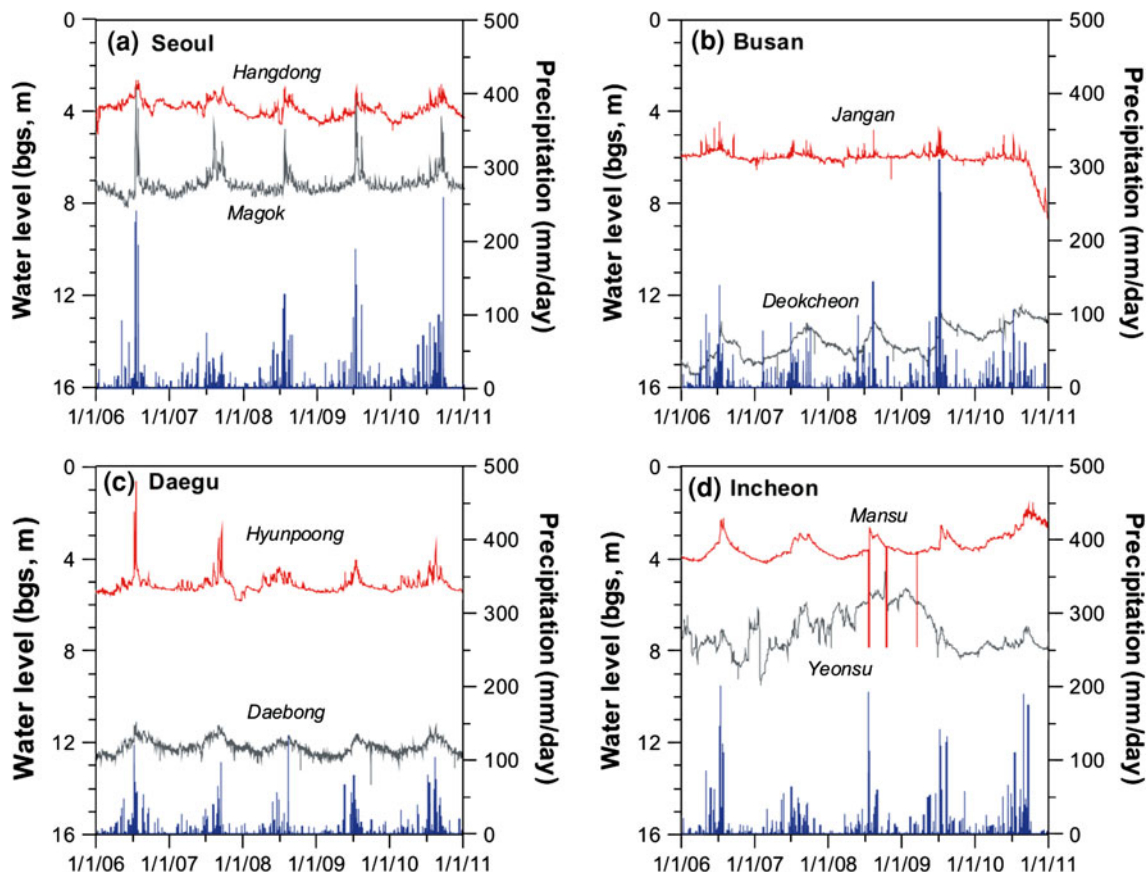 (a) Seoul
Water level (bgs, m)
0
4
8
12
16
Hangdong
Magok
500
400
300
200
100
0
Precipitation (mm/day)
1/1/06 1/1/07 1/1/08 1/1/09 1/1/10 1/1/11
(b) Busan
Water level (bgs, m)
0
4
8
12
16
Jangan
Deokcheon
500
400
300
200
100
0
Precipitation (mm/day)
1/1/06 1/1/07 1/1/08 1/1/09 1/1/10 1/1/11
(c) Daegu
Water level (bgs, m)
0
4
8
12
16
Hyunpoong
Daebong
500
400
300
200
100
0
Precipitation (mm/day)
1/1/06 1/1/07 1/1/08 1/1/09 1/1/10 1/1/11
(d) Incheon
Water level (bgs, m)
0
4
8
12
16
Mansu
Yeonsu
500
400
300
200
100
0
Precipitation (mm/day)
1/1/06 1/1/07 1/1/08 1/1/09 1/1/10 1/1/11